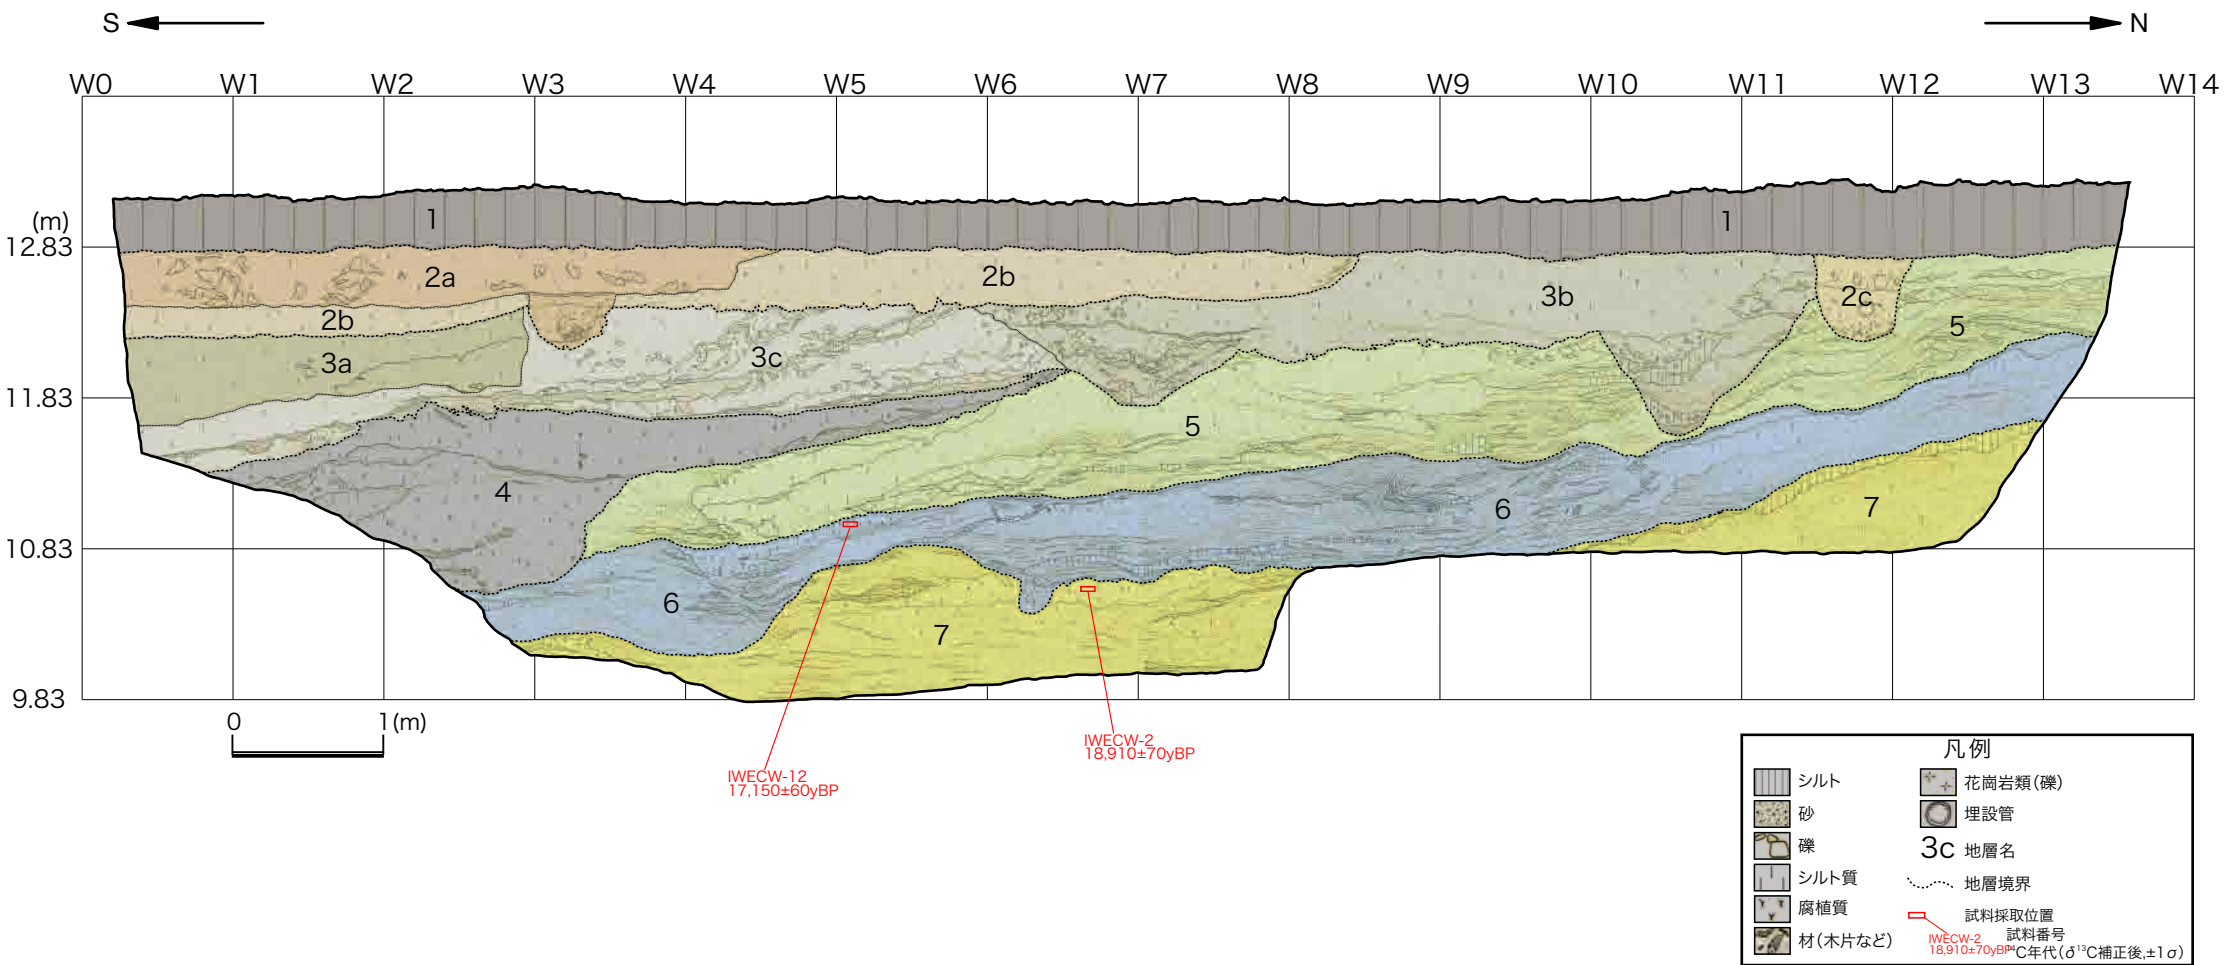 S N
W0 W1 W2 W3 W4 W5 W6 W7 W8 W9 W10 W11 W12 W13 W14
(m)
12.83
11.83
10.83
9.83
1
1
2a
2b
2b
2c
3a
3b
3c
4
5
5
6
6
7
7
0 1(m)
IWECW-12
17,150±60yBP
IWECW-2
18,910±70yBP
凡例
シルト
砂
礫
シルト質
腐植質
材(木片など)
花崗岩類(礫)
埋設管
3c 地層名
地層境界
試料採取位置
IWECW-2 試料番号
18,910±70yBP ¹⁴C年代(δ¹³C補正後,±1σ)